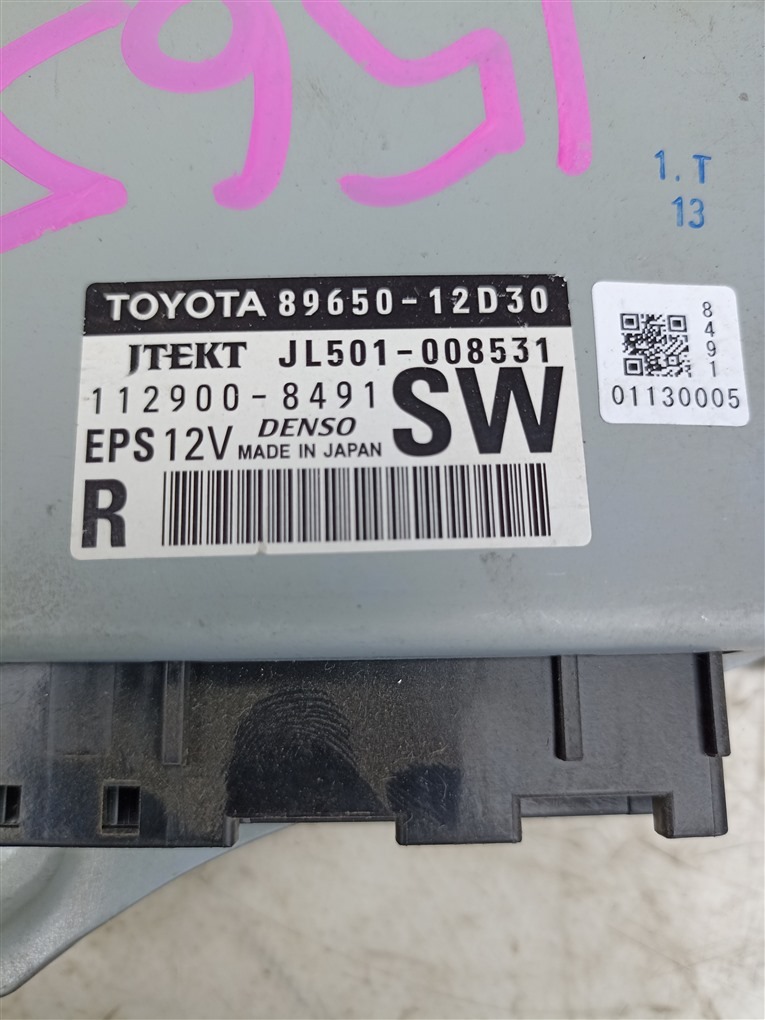 1565
1.T
13
TOYOTA 89650-12D30
JTEKT JL501-008531
112900-8491
SW
EPS 12V DENSO MADE IN JAPAN
R
8491
01130005